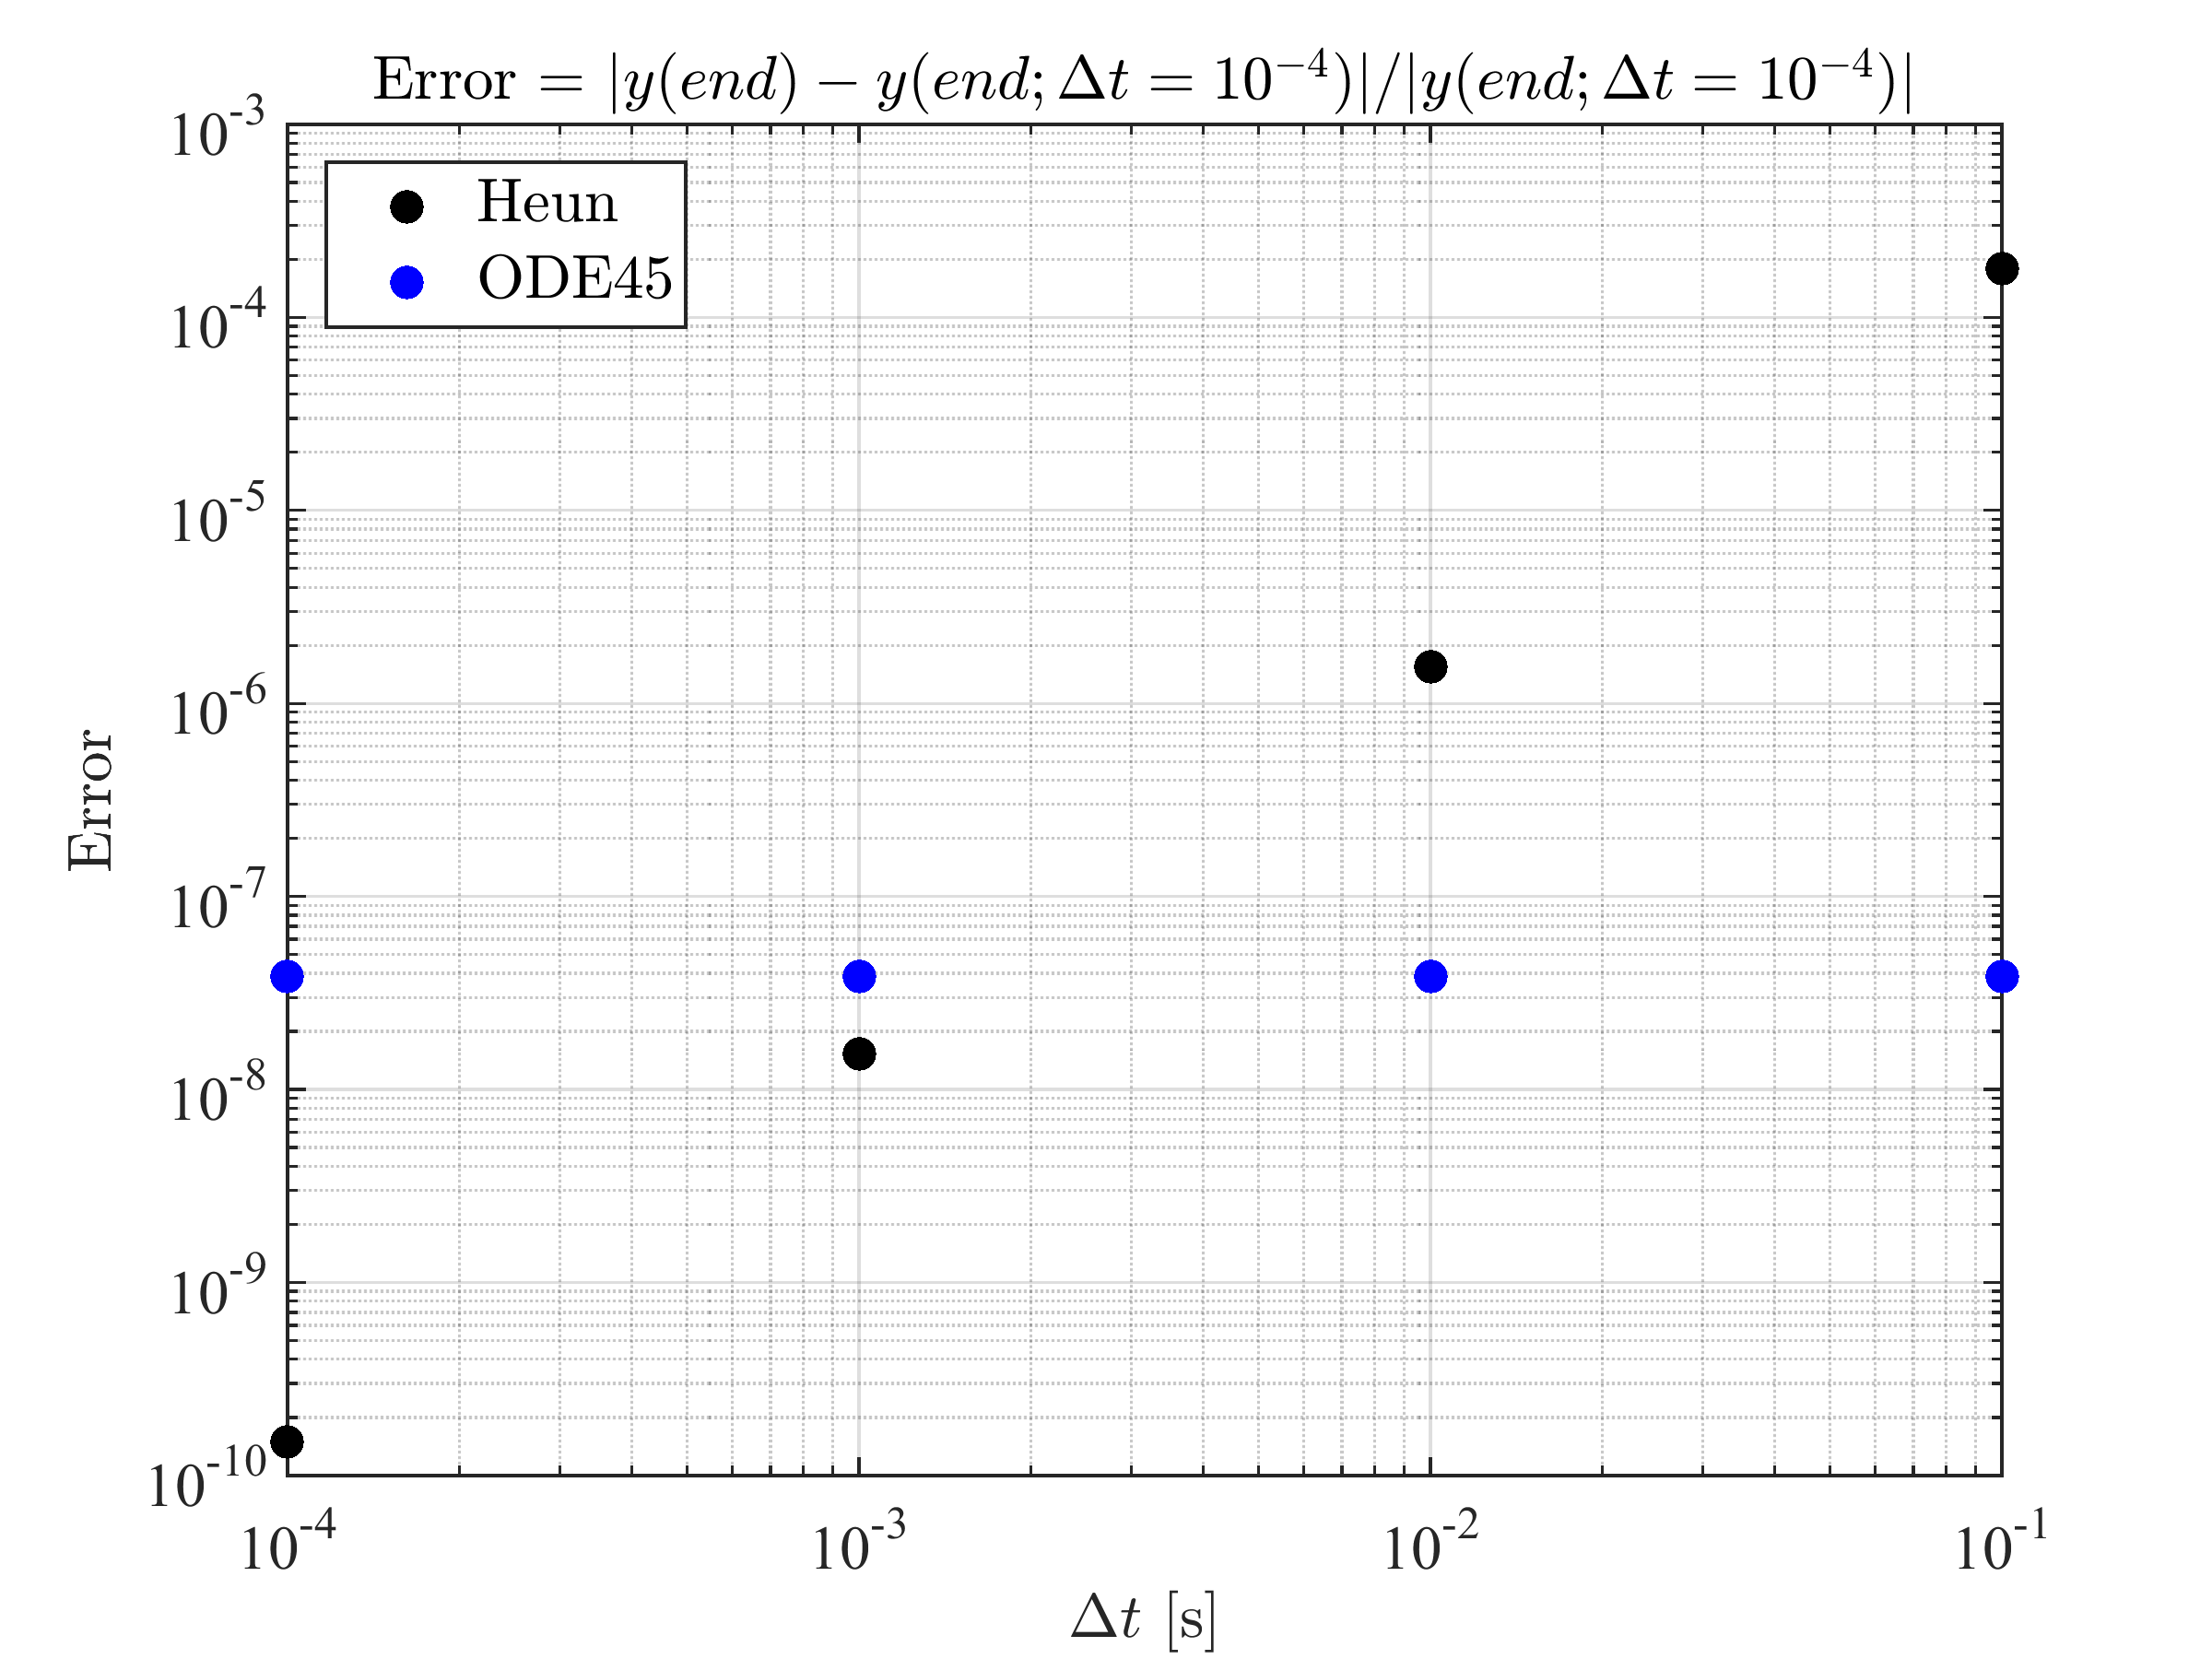 Error = |y(end) − y(end; Δt = 10⁻⁴)|/|y(end; Δt = 10⁻⁴)|
10⁻³
Heun
ODE45
10⁻⁴
10⁻⁵
10⁻⁶
Error
10⁻⁷
10⁻⁸
10⁻⁹
10⁻¹⁰
10⁻⁴ 10⁻³ 10⁻² 10⁻¹
Δt [s]